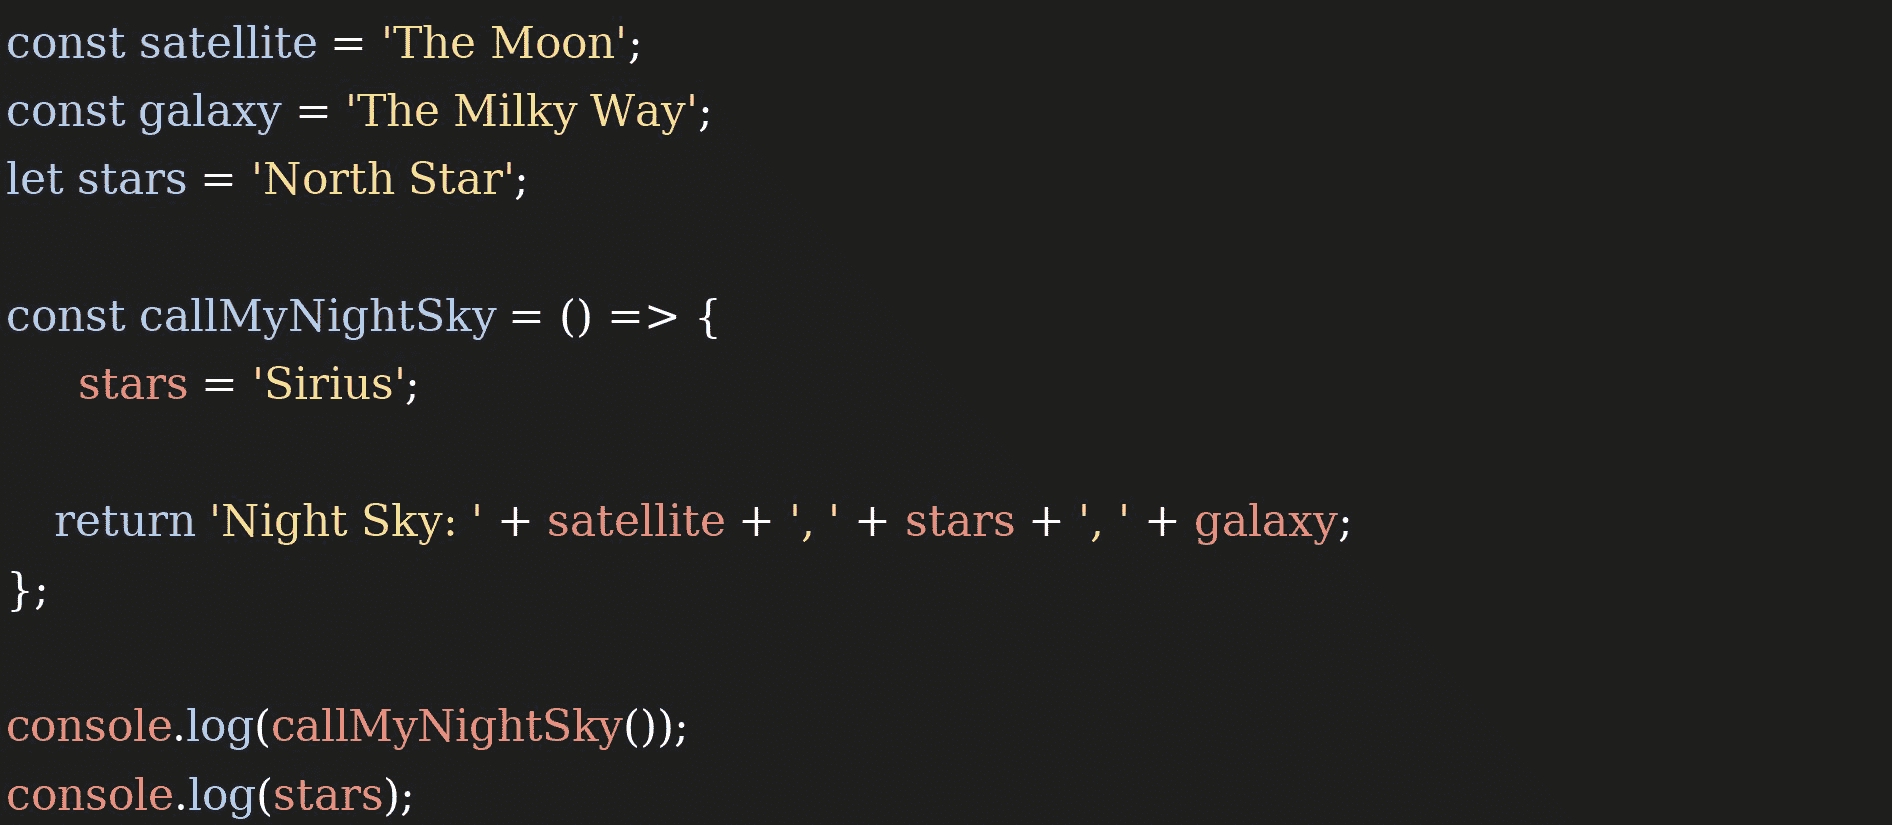 const satellite = 'The Moon';
const galaxy = 'The Milky Way';
let stars = 'North Star';
const callMyNightSky = () => {
stars = 'Sirius';
return 'Night Sky: ' + satellite + ', ' + stars + ', ' + galaxy;
};
console.log(callMyNightSky());
console.log(stars);